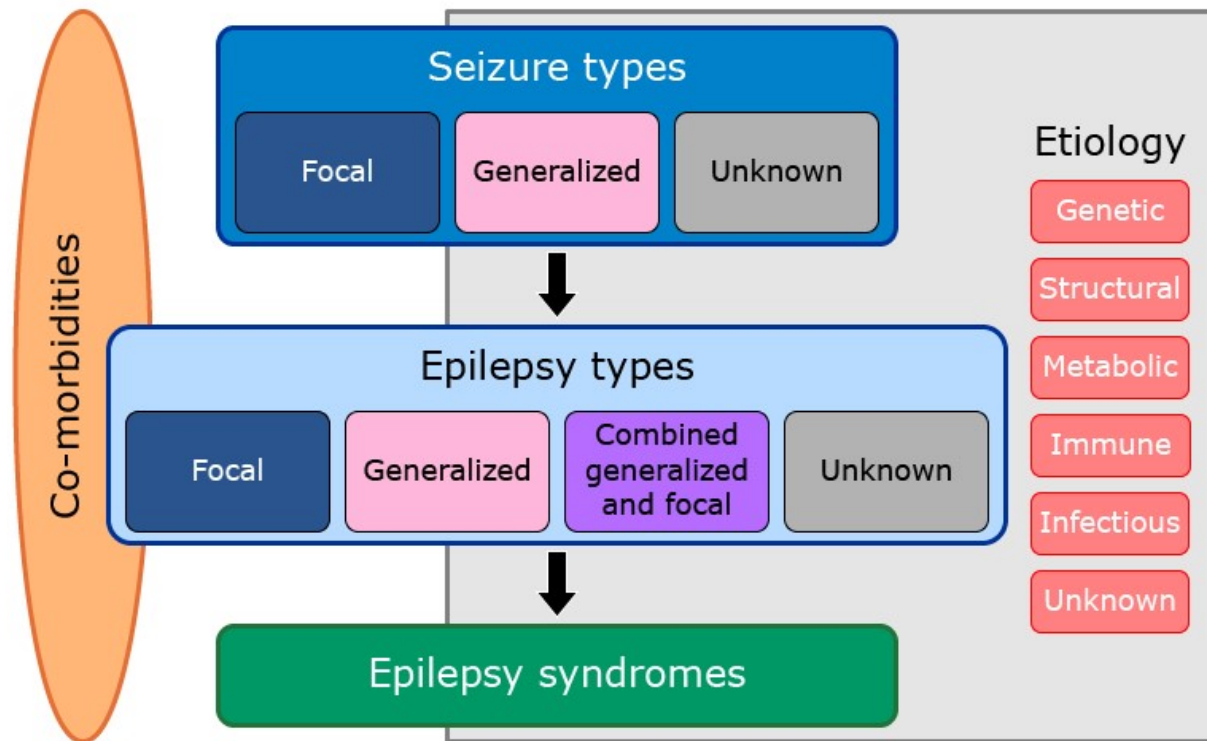 Co-morbidities
Seizure types
Focal
Generalized
Unknown
Epilepsy types
Focal
Generalized
Combined
generalized
and focal
Unknown
Epilepsy syndromes
Etiology
Genetic
Structural
Metabolic
Immune
Infectious
Unknown